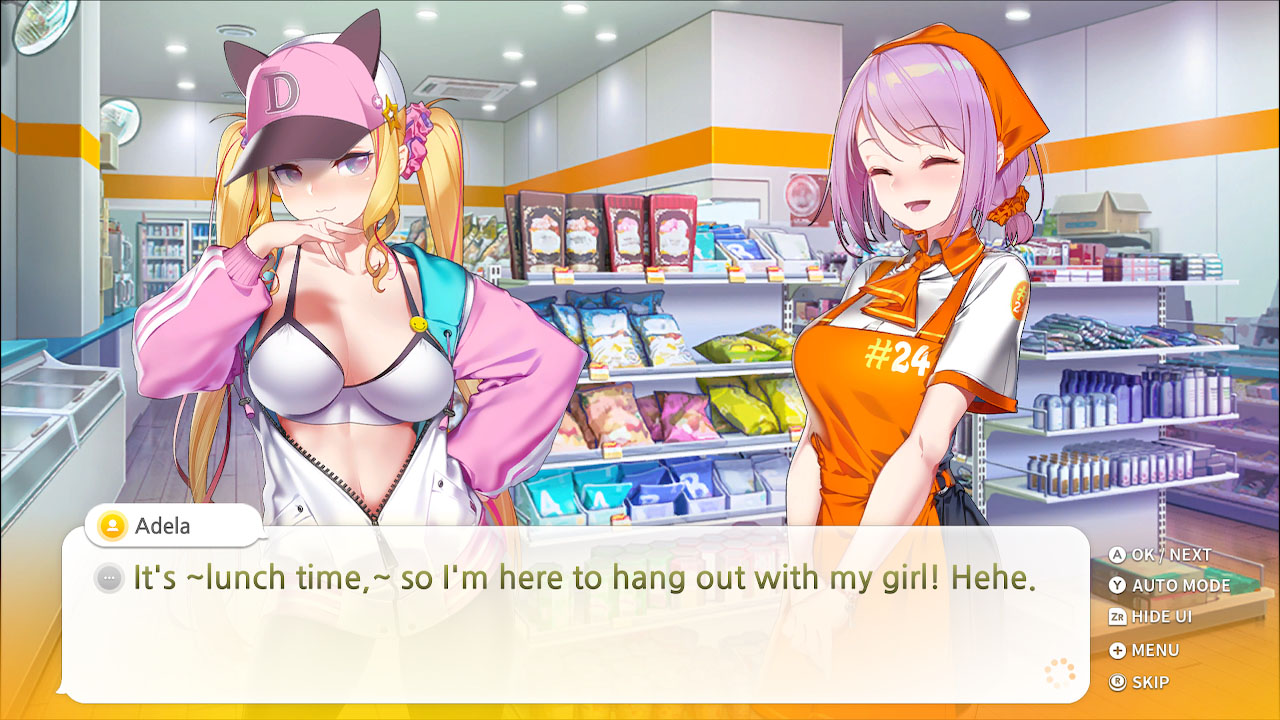 D
#24
A
A
B
B
Adela
It's ~lunch time,~ so I'm here to hang out with my girl! Hehe.
A OK / NEXT
Y AUTO MODE
ZR HIDE UI
+ MENU
R SKIP